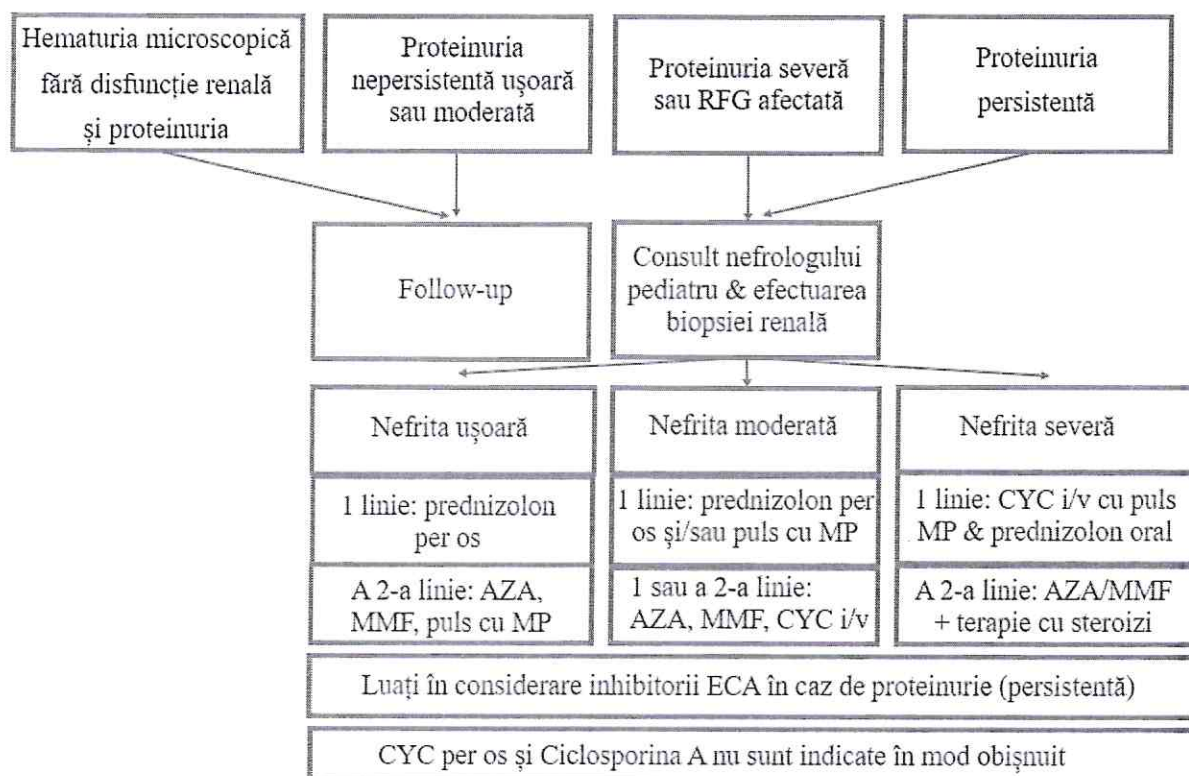 Hematuria microscopică
fără disfuncție renală
și proteinuria
Proteinuria
nepersistentă ușoară
sau moderată
Proteinuria severă
sau RFG afectată
Proteinuria
persistentă
Follow-up
Consult nefrologului
pediatru & efectuarea
biopsiei renală
Nefrita ușoară
Nefrita moderată
Nefrita severă
1 linie: prednizolon
per os
1 linie: prednizolon per
os și/sau puls cu MP
1 linie: CYC i/v cu puls
MP & prednizolon oral
A 2-a linie: AZA,
MMF, puls cu MP
1 sau a 2-a linie:
AZA, MMF, CYC i/v
A 2-a linie: AZA/MMF
+ terapie cu steroizi
Luați în considerare inhibitorii ECA în caz de proteinurie (persistentă)
CYC per os și Ciclosporina A nu sunt indicate în mod obișnuit